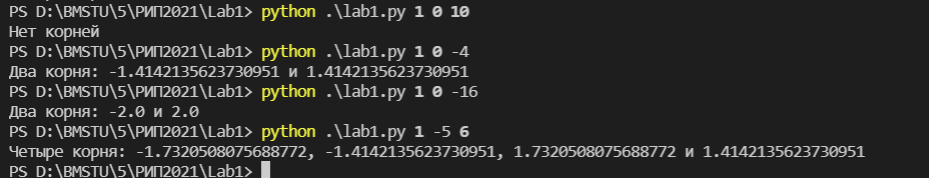 PS D:\BMSTU\5\РИП2021\Lab1> python .\lab1.py 1 0 10
Нет корней
PS D:\BMSTU\5\РИП2021\Lab1> python .\lab1.py 1 0 -4
Два корня: -1.4142135623730951 и 1.4142135623730951
PS D:\BMSTU\5\РИП2021\Lab1> python .\lab1.py 1 0 -16
Два корня: -2.0 и 2.0
PS D:\BMSTU\5\РИП2021\Lab1> python .\lab1.py 1 -5 6
Четыре корня: -1.7320508075688772, -1.4142135623730951, 1.7320508075688772 и 1.4142135623730951
PS D:\BMSTU\5\РИП2021\Lab1>